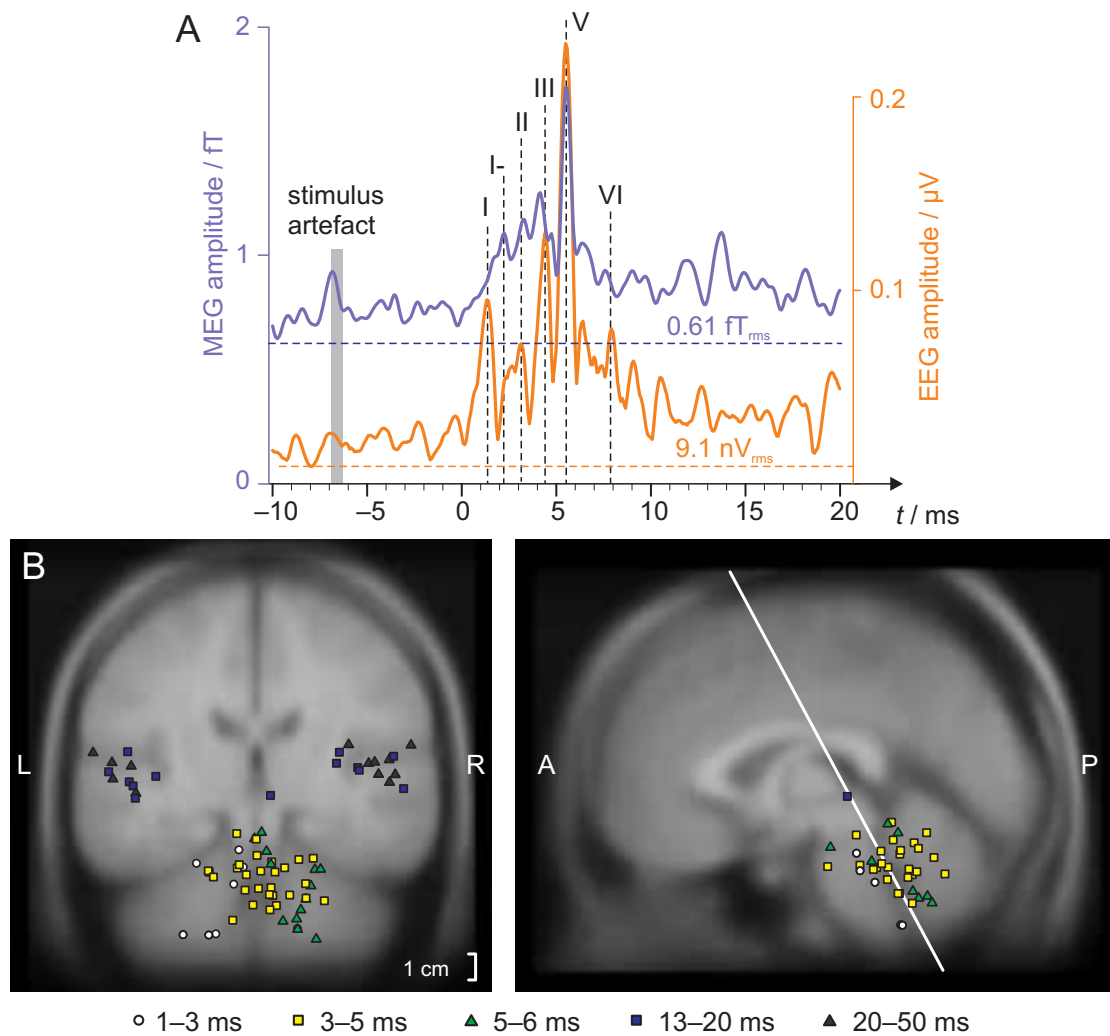 A
2
1
0
MEG amplitude / fT
stimulus
artefact
I
I-
II
III
V
VI
0.2
0.1
EEG amplitude / µV
0.61 fTrms
9.1 nVrms
–10 –5 0 5 10 15 20
t / ms
B
L
R
1 cm
A
P
1–3 ms 3–5 ms 5–6 ms 13–20 ms 20–50 ms